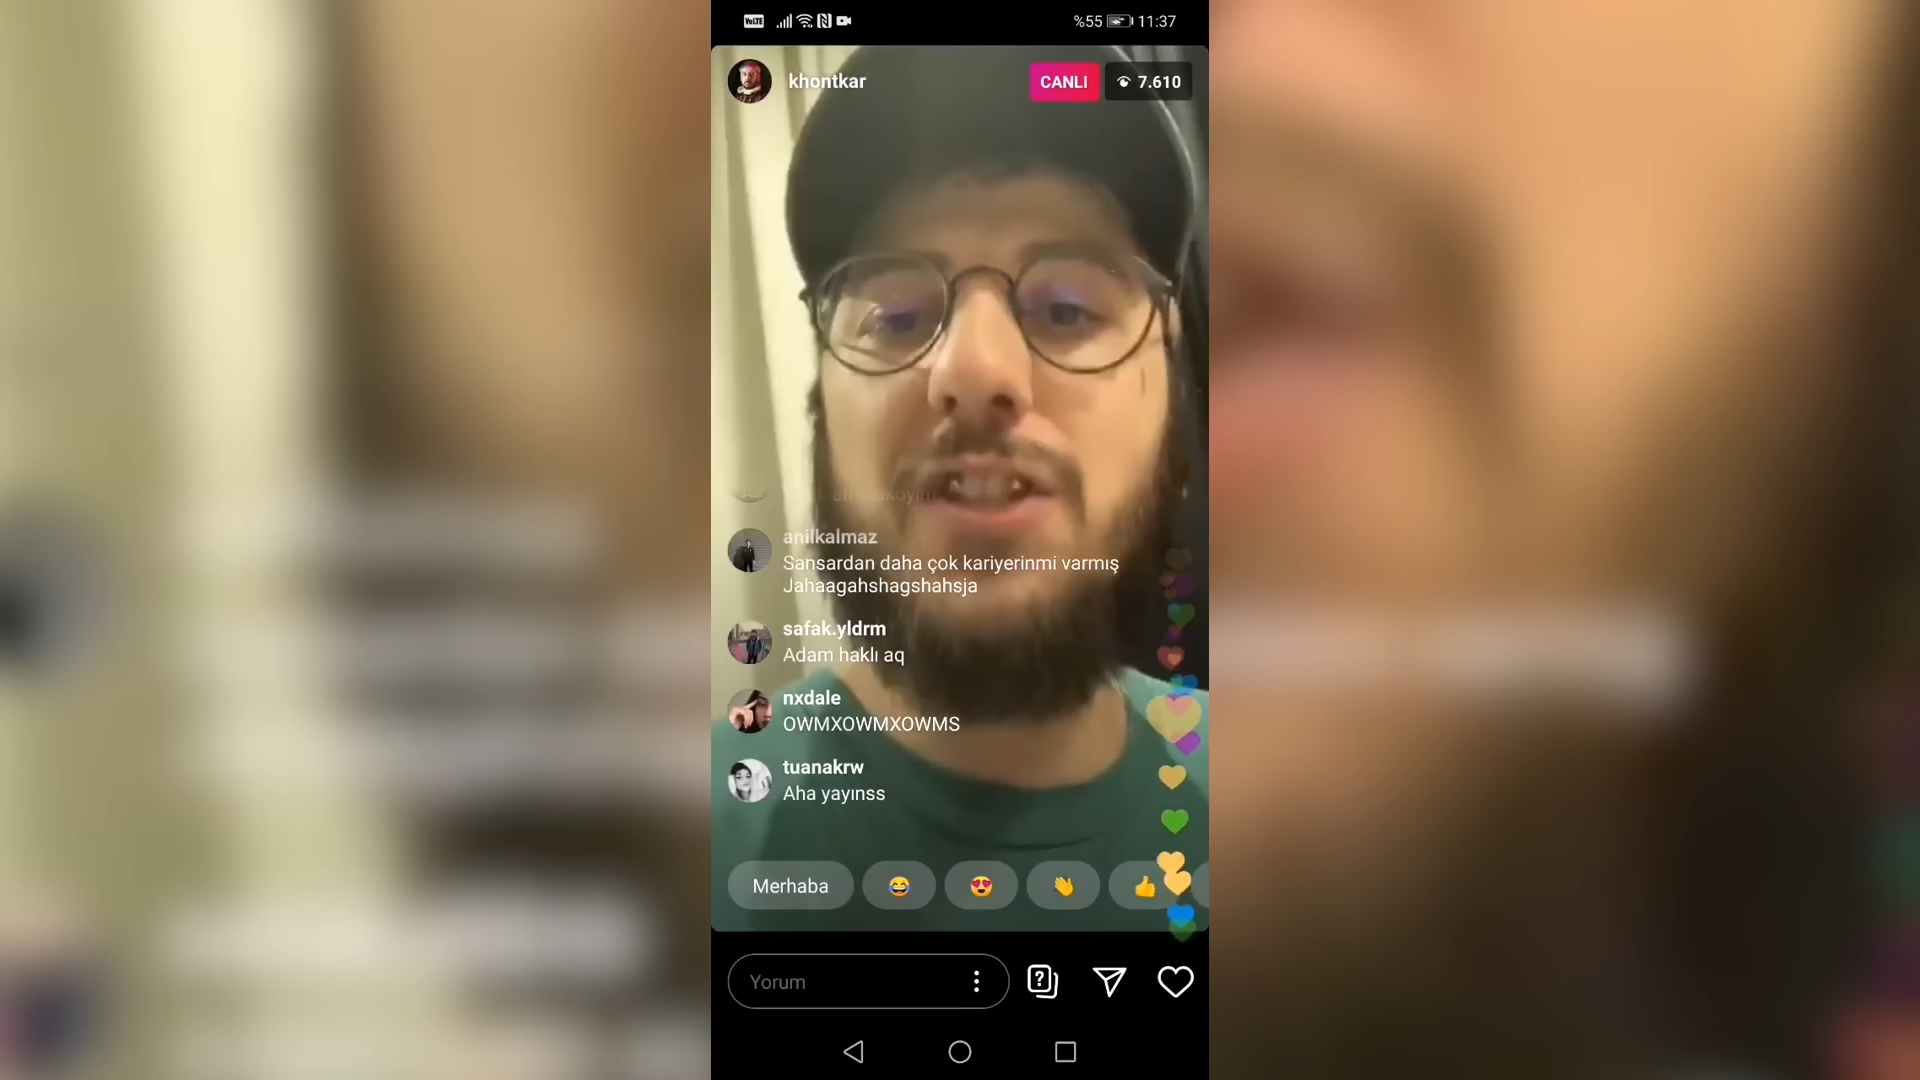 VoLTE
%55 11:37
khontkar
CANLI 7.610
anilkalmaz
Sansardan daha çok kariyerinmi varmış
Jahaagahshagshahsja
safak.yldrm
Adam haklı aq
nxdale
OWMXOWMXOWMS
tuanakrw
Aha yayınss
Merhaba
Yorum